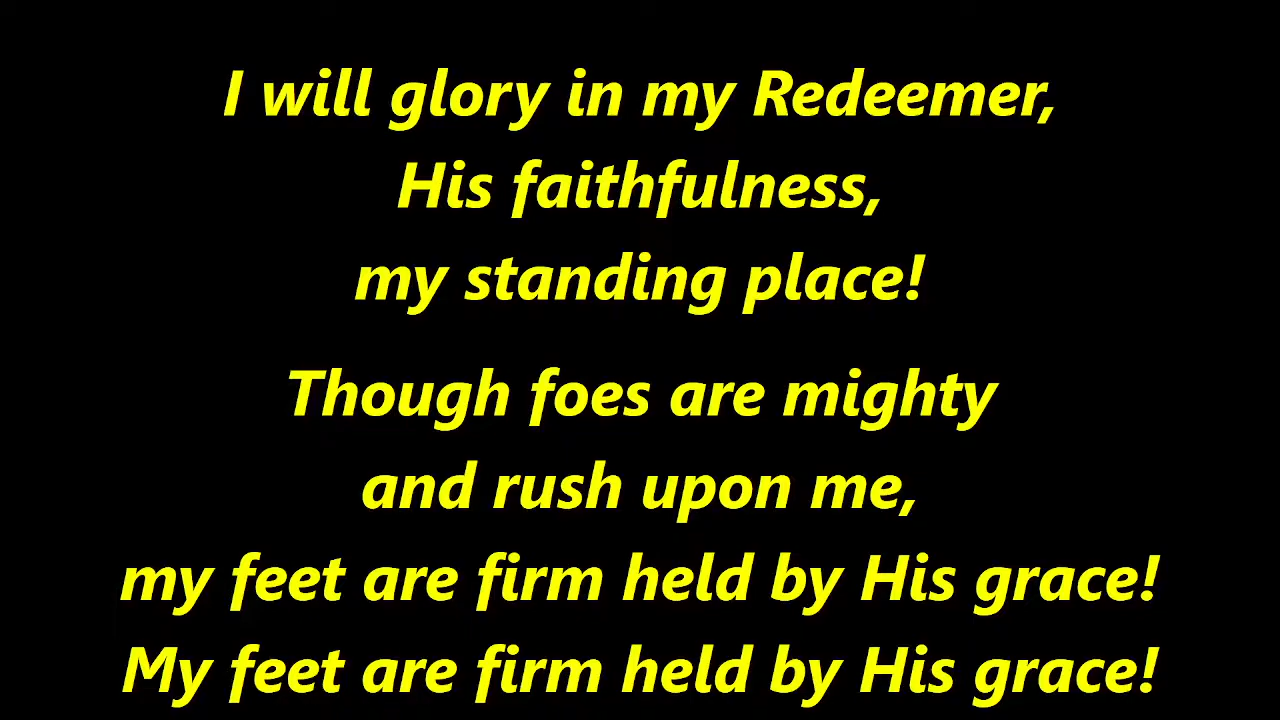 I will glory in my Redeemer,
His faithfulness,
my standing place!
Though foes are mighty
and rush upon me,
my feet are firm held by His grace!
My feet are firm held by His grace!